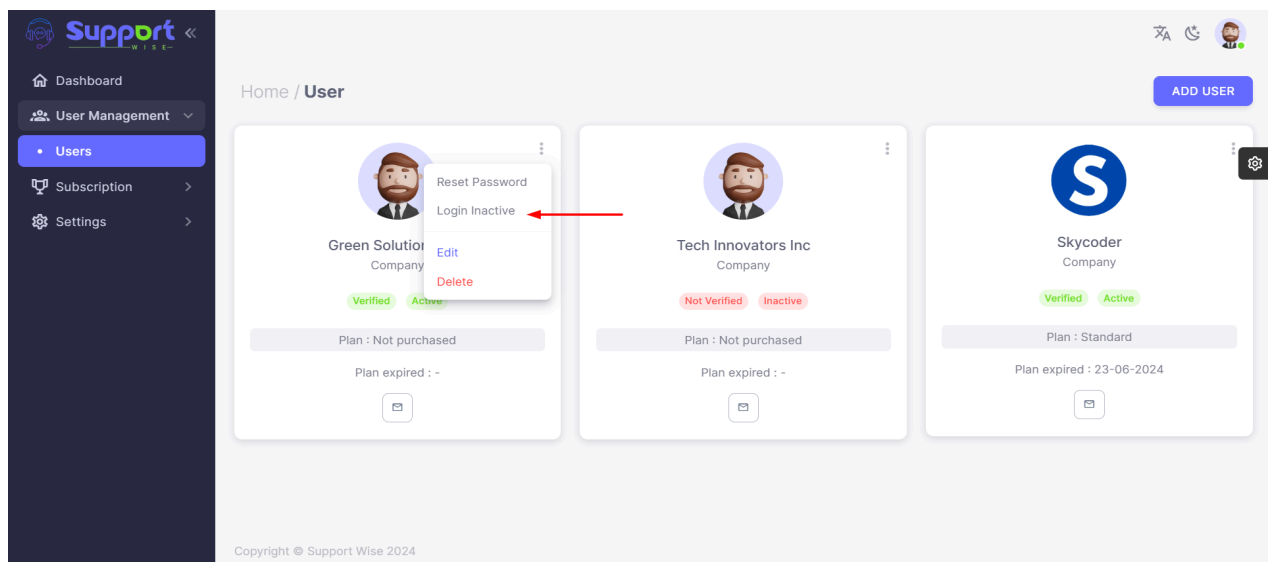 Support
WISE
Dashboard
User Management
Users
Subscription
Settings
Home / User
ADD USER
Reset Password
Login Inactive
Edit
Delete
Green Solution
Company
Verified Active
Plan : Not purchased
Plan expired : -
Tech Innovators Inc
Company
Not Verified Inactive
Plan : Not purchased
Plan expired : -
S
Skycoder
Company
Verified Active
Plan : Standard
Plan expired : 23-06-2024
Copyright © Support Wise 2024